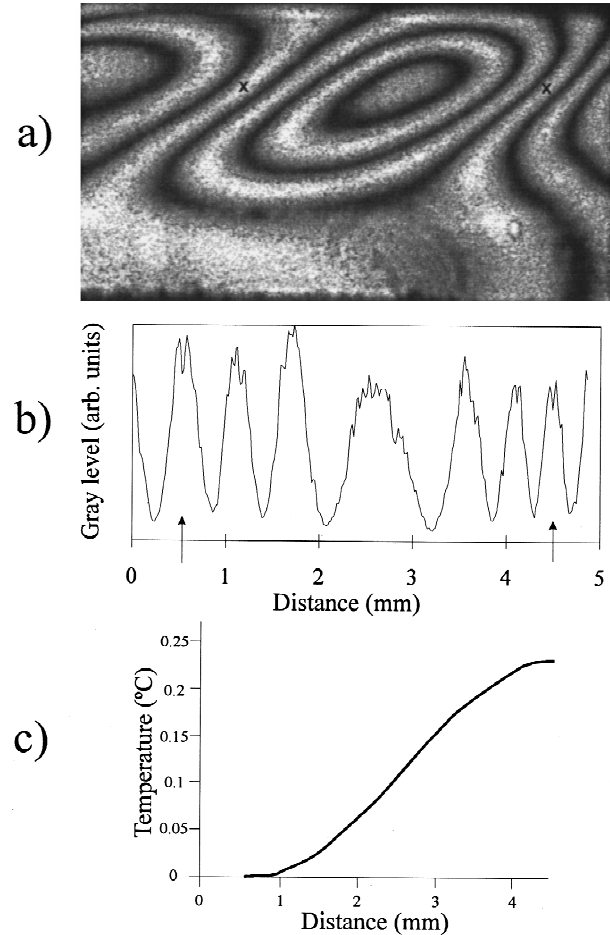 a)
x x
b)
Gray level (arb. units)
0 1 2 3 4 5
Distance (mm)
c)
Temperature (ºC)
0.25
0.2
0.15
0.1
0.05
0
0 1 2 3 4
Distance (mm)